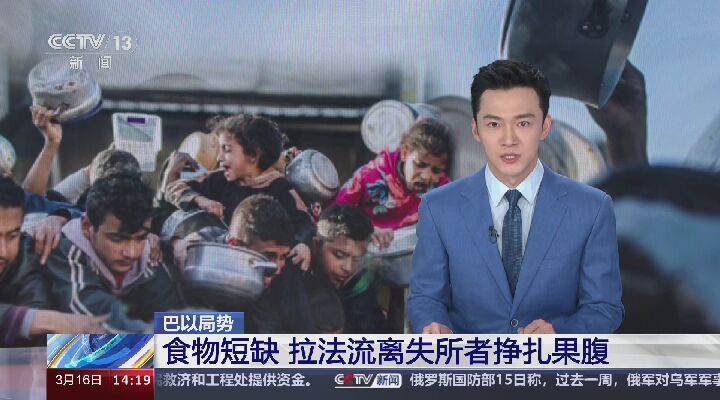 CCTV 13
新闻
巴以局势
食物短缺 拉法流离失所者挣扎果腹
3月16日 14:19 救济和工程处提供资金。 CCTV新闻 俄罗斯国防部15日称，过去一周，俄军对乌军军事